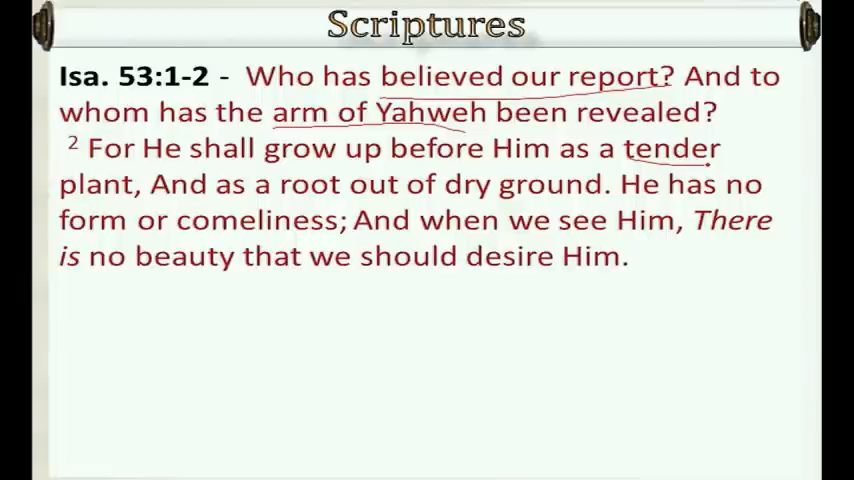 Scriptures
Isa. 53:1-2 - Who has believed our report? And to
whom has the arm of Yahweh been revealed?
2 For He shall grow up before Him as a tender
plant, And as a root out of dry ground. He has no
form or comeliness; And when we see Him, There
is no beauty that we should desire Him.